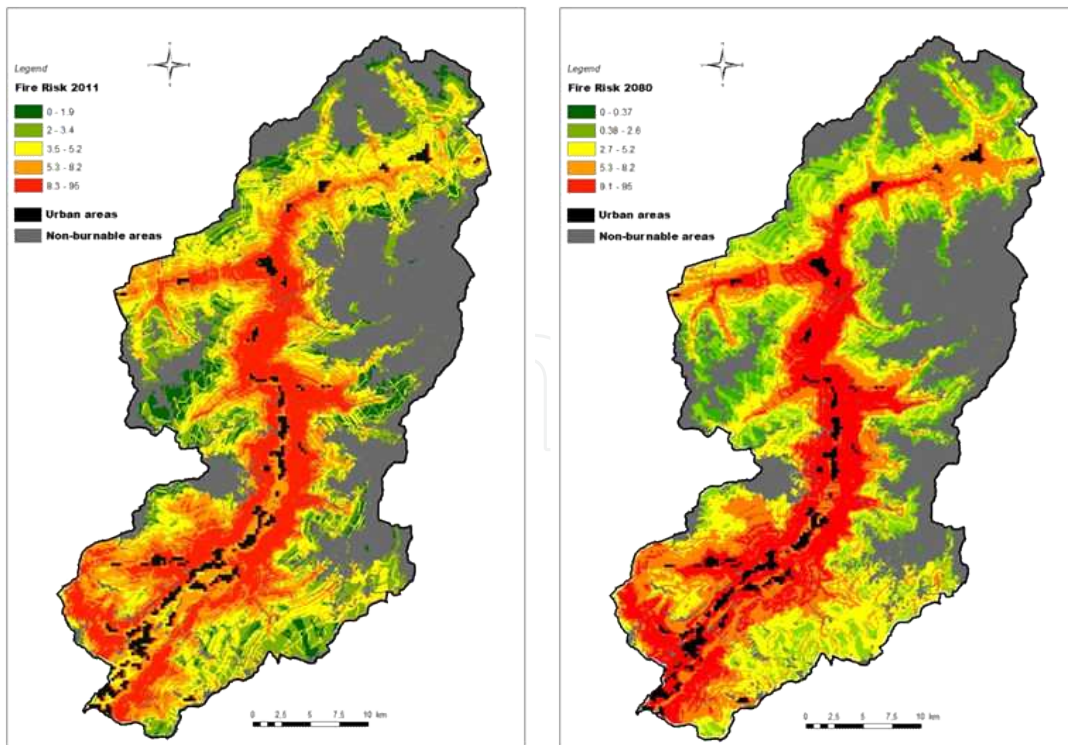 Legend
Fire Risk 2011
0 - 1.9
2 - 3.4
3.5 - 5.2
5.3 - 8.2
8.3 - 95
Urban areas
Non-burnable areas
0 2.5 5 7.5 10 km
Legend
Fire Risk 2080
0 - 0.37
0.38 - 2.6
2.7 - 5.2
5.3 - 8.2
9.1 - 95
Urban areas
Non-burnable areas
0 2.5 5 7.5 10 km